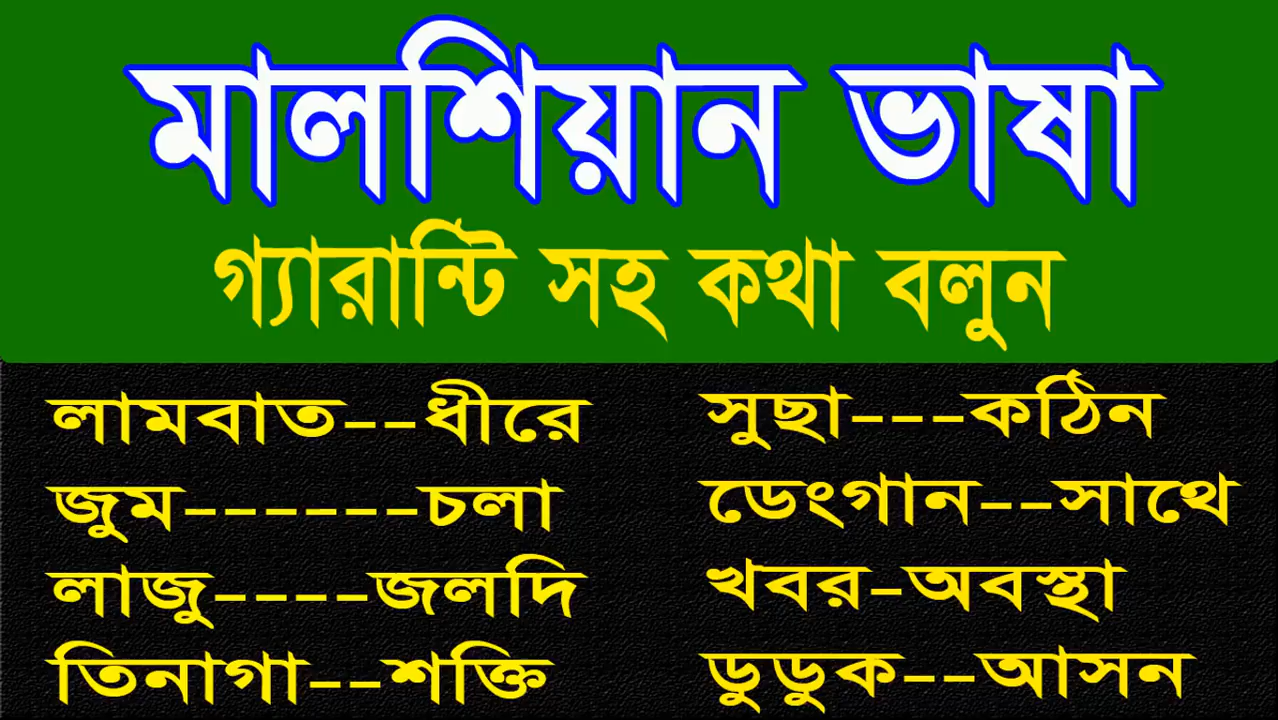 মালশিয়ান ভাষা
গ্যারান্টি সহ কথা বলুন
লামবাত--ধীরে
জুম------চলা
লাজু----জলদি
তিনাগা--শক্তি
সুছা---কঠিন
ডেংগান--সাথে
খবর-অবস্থা
ডুডুক--আসন